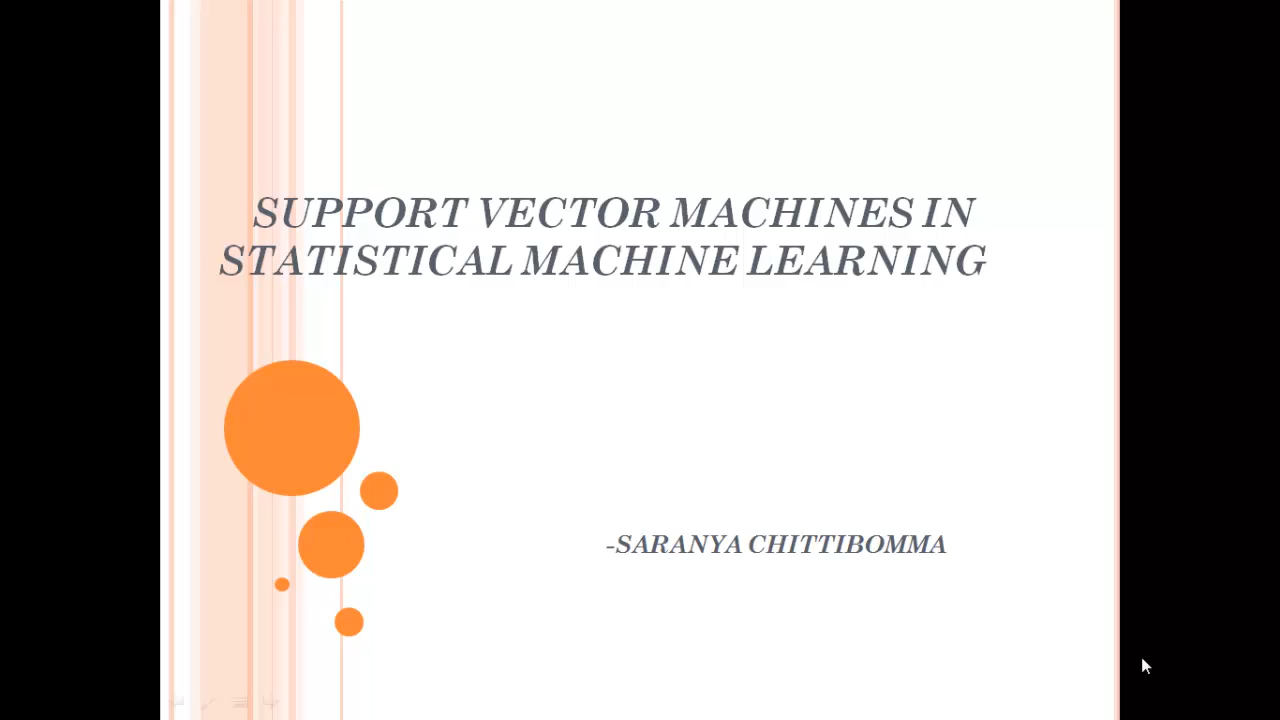 SUPPORT VECTOR MACHINES IN
STATISTICAL MACHINE LEARNING
-SARANYA CHITTIBOMMA